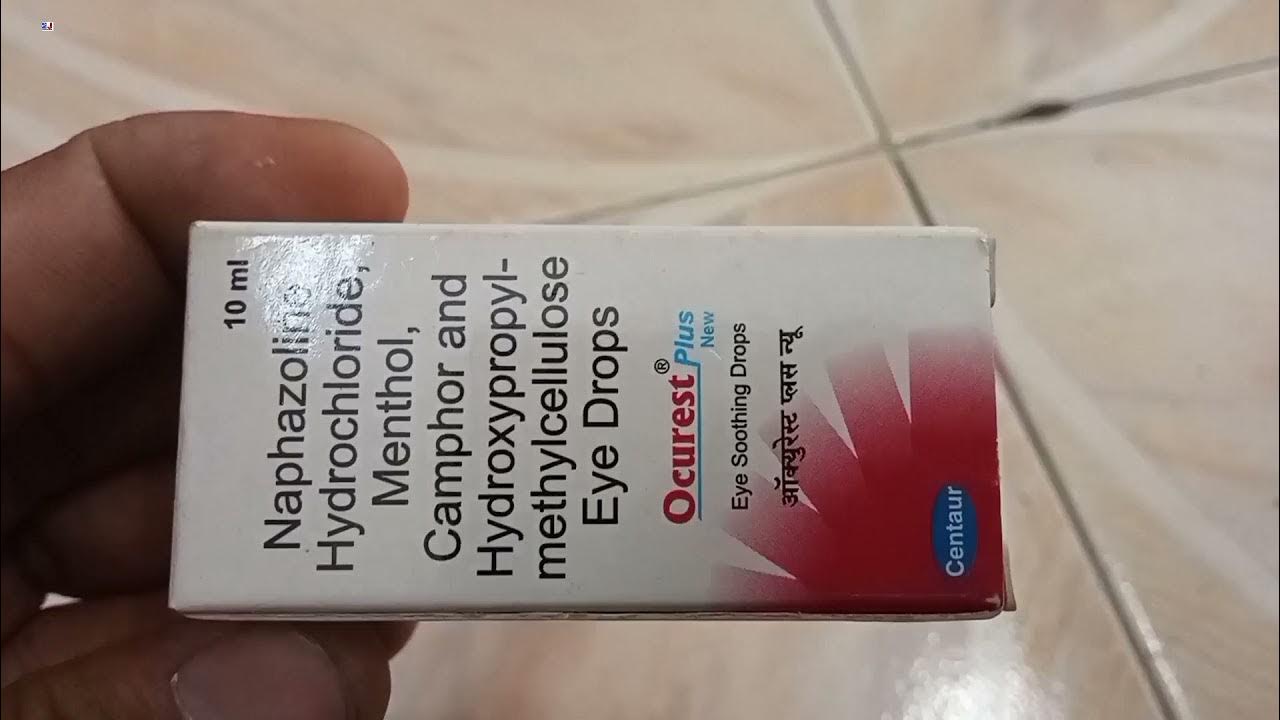 10 ml
Naphazoline
Hydrochloride,
Menthol,
Camphor and
Hydroxypropyl-
methylcellulose
Eye Drops
Ocurest® Plus
New
Eye Soothing Drops
ऑक्युरेस्ट प्लस न्यू
Centaur